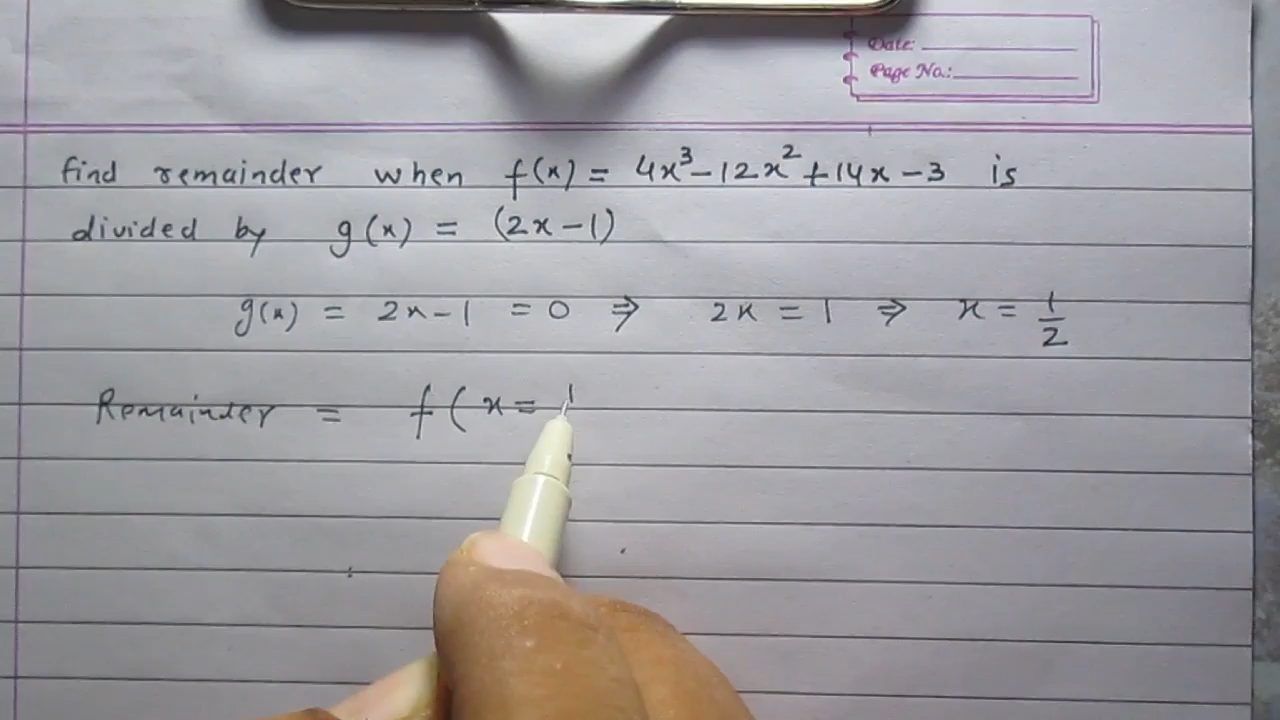 Date:
Page No.:
find remainder when f(x) = 4x³-12x²+14x-3 is
divided by g(x) = (2x-1)
g(x) = 2x-1 = 0 ⇒ 2x = 1 ⇒ x = 1/2
Remainder = f(x= 1